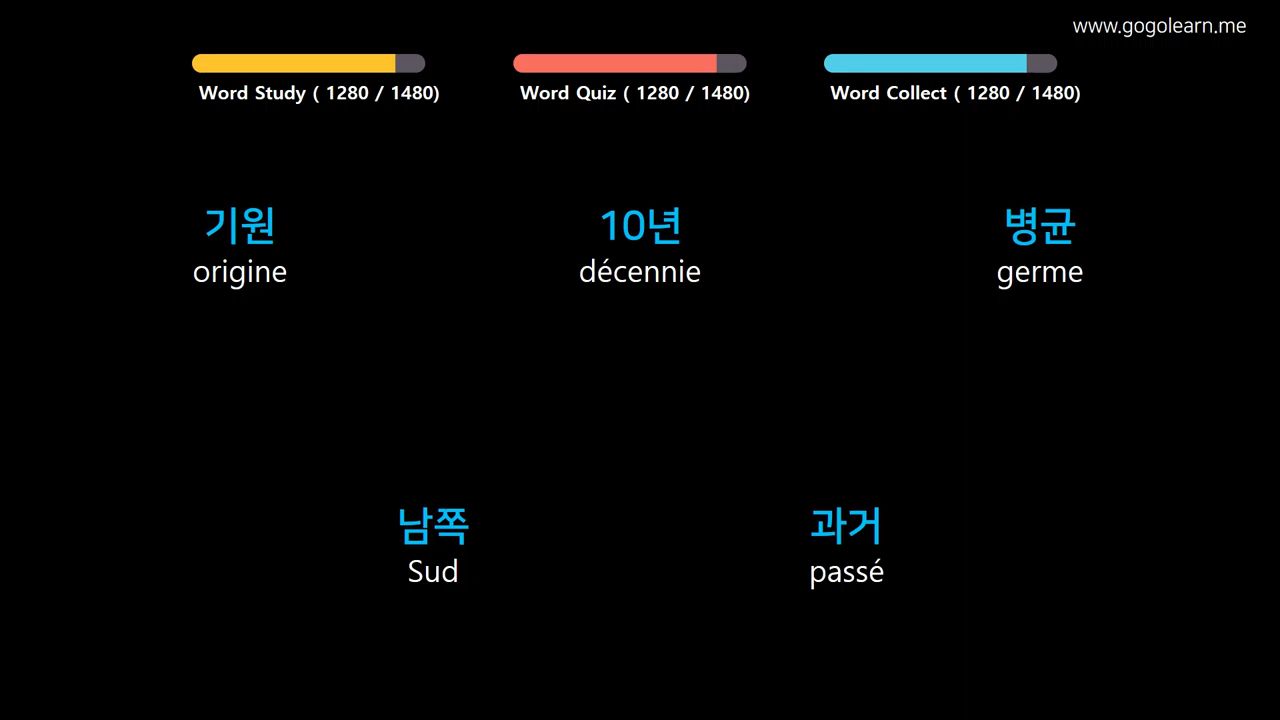 www.gogolearn.me
Word Study ( 1280 / 1480)
Word Quiz ( 1280 / 1480)
Word Collect ( 1280 / 1480)
기원
origine
10년
décennie
병균
germe
남쪽
Sud
과거
passé